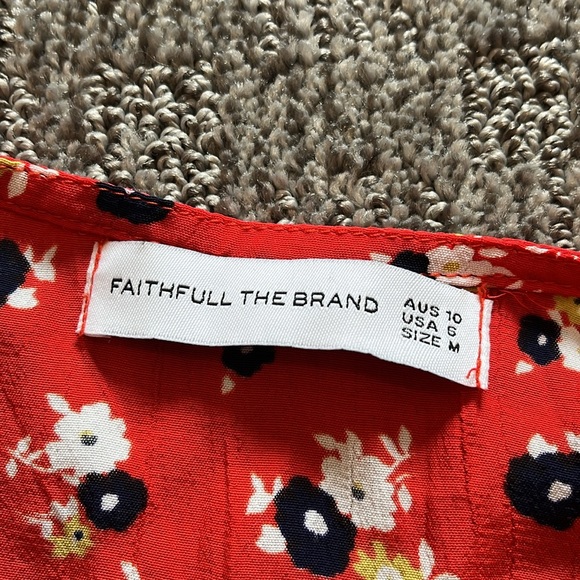 FAITHFULL THE BRAND
AUS 10
USA 6
SIZE M